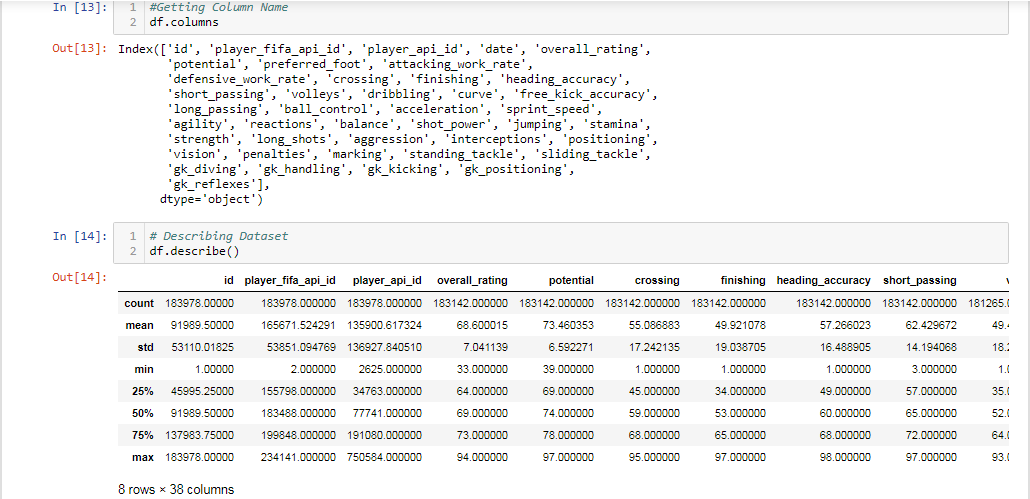 In [13]: 1 #Getting Column Name
2 df.columns
Out[13]: Index(['id', 'player_fifa_api_id', 'player_api_id', 'date', 'overall_rating',
'potential', 'preferred_foot', 'attacking_work_rate',
'defensive_work_rate', 'crossing', 'finishing', 'heading_accuracy',
'short_passing', 'volleys', 'dribbling', 'curve', 'free_kick_accuracy',
'long_passing', 'ball_control', 'acceleration', 'sprint_speed',
'agility', 'reactions', 'balance', 'shot_power', 'jumping', 'stamina',
'strength', 'long_shots', 'aggression', 'interceptions', 'positioning',
'vision', 'penalties', 'marking', 'standing_tackle', 'sliding_tackle',
'gk_diving', 'gk_handling', 'gk_kicking', 'gk_positioning',
'gk_reflexes'],
dtype='object')
In [14]: 1 # Describing Dataset
2 df.describe()
Out[14]:
id player_fifa_api_id player_api_id overall_rating potential crossing finishing heading_accuracy short_passing
count 183978.00000 183978.000000 183978.000000 183142.000000 183142.000000 183142.000000 183142.000000 183142.000000 183142.000000 181265.
mean 91989.50000 165671.524291 135900.617324 68.600015 73.460353 55.086883 49.921078 57.266023 62.429672 49.
std 53110.01825 53851.094769 136927.840510 7.041139 6.592271 17.242135 19.038705 16.488905 14.194068 18.
min 1.00000 2.000000 2625.000000 33.000000 39.000000 1.000000 1.000000 1.000000 3.000000 1.
25% 45995.25000 155798.000000 34763.000000 64.000000 69.000000 45.000000 34.000000 49.000000 57.000000 35.
50% 91989.50000 183488.000000 77741.000000 69.000000 74.000000 59.000000 53.000000 60.000000 65.000000 52.
75% 137983.75000 199848.000000 191080.000000 73.000000 78.000000 68.000000 65.000000 68.000000 72.000000 64.
max 183978.00000 234141.000000 750584.000000 94.000000 97.000000 95.000000 97.000000 98.000000 97.000000 93.
8 rows × 38 columns